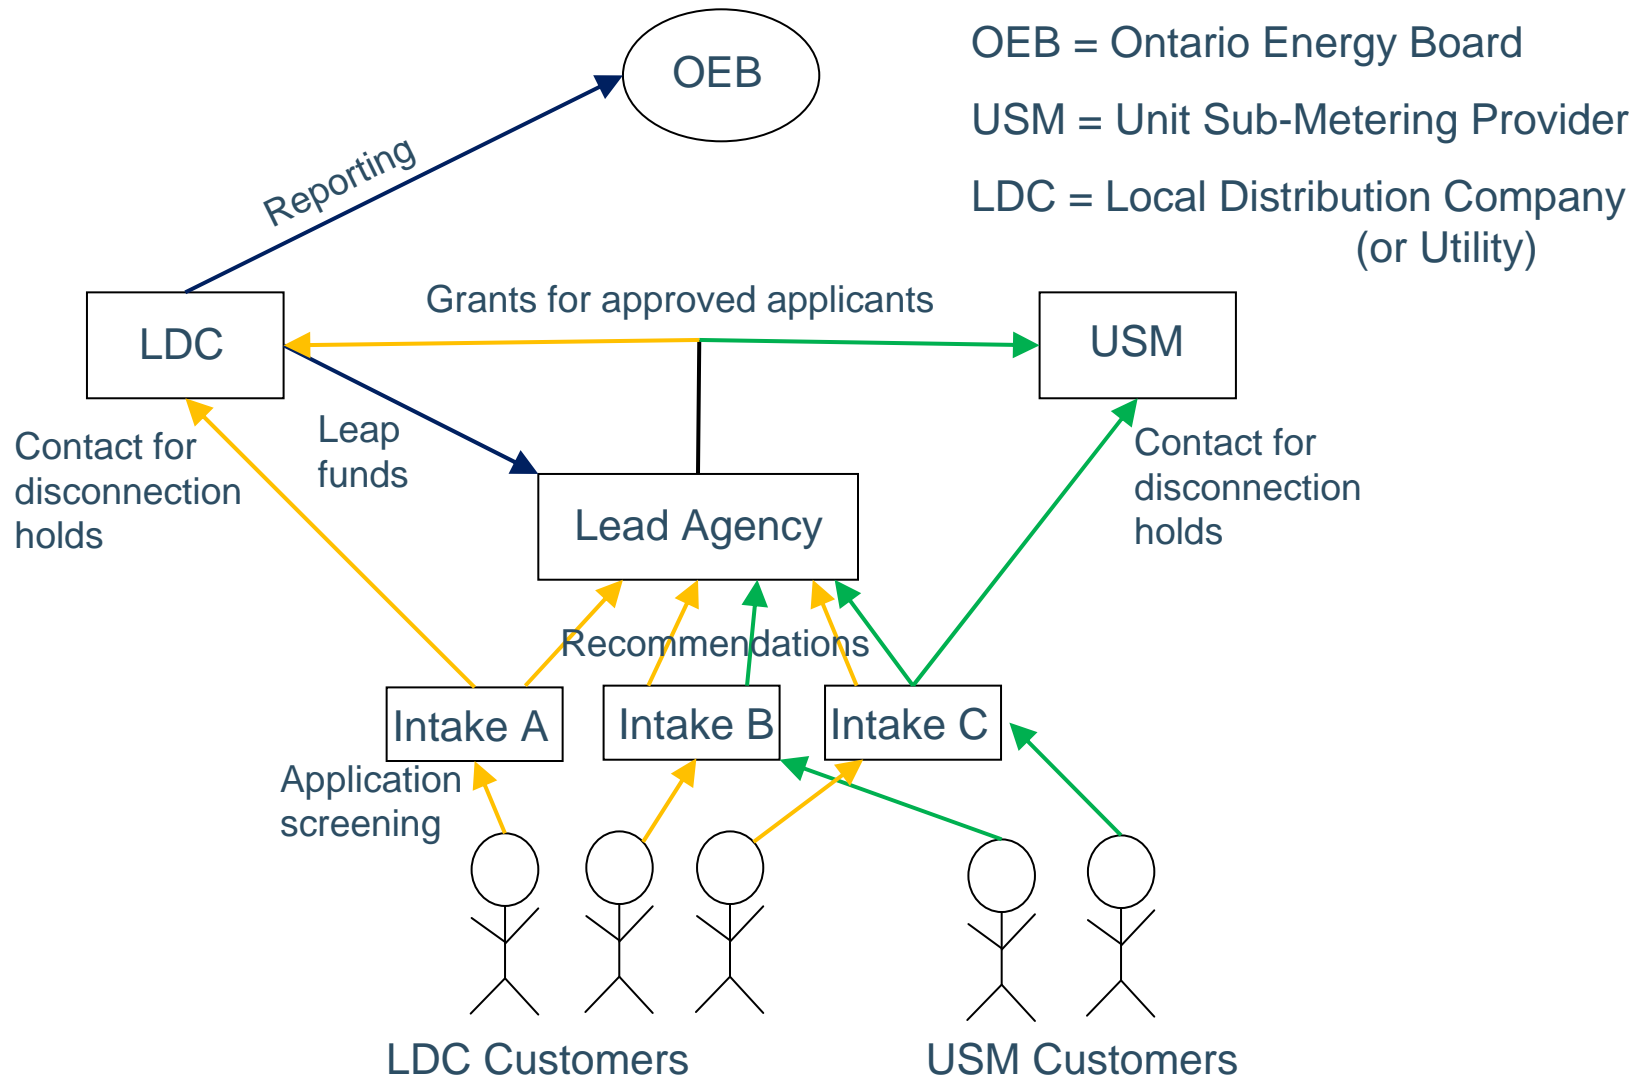 OEB
OEB = Ontario Energy Board
USM = Unit Sub-Metering Provider
LDC = Local Distribution Company
(or Utility)
Reporting
Grants for approved applicants
LDC
USM
Leap
funds
Contact for
disconnection
holds
Contact for
disconnection
holds
Lead Agency
Recommendations
Intake A
Intake B
Intake C
Application
screening
LDC Customers
USM Customers